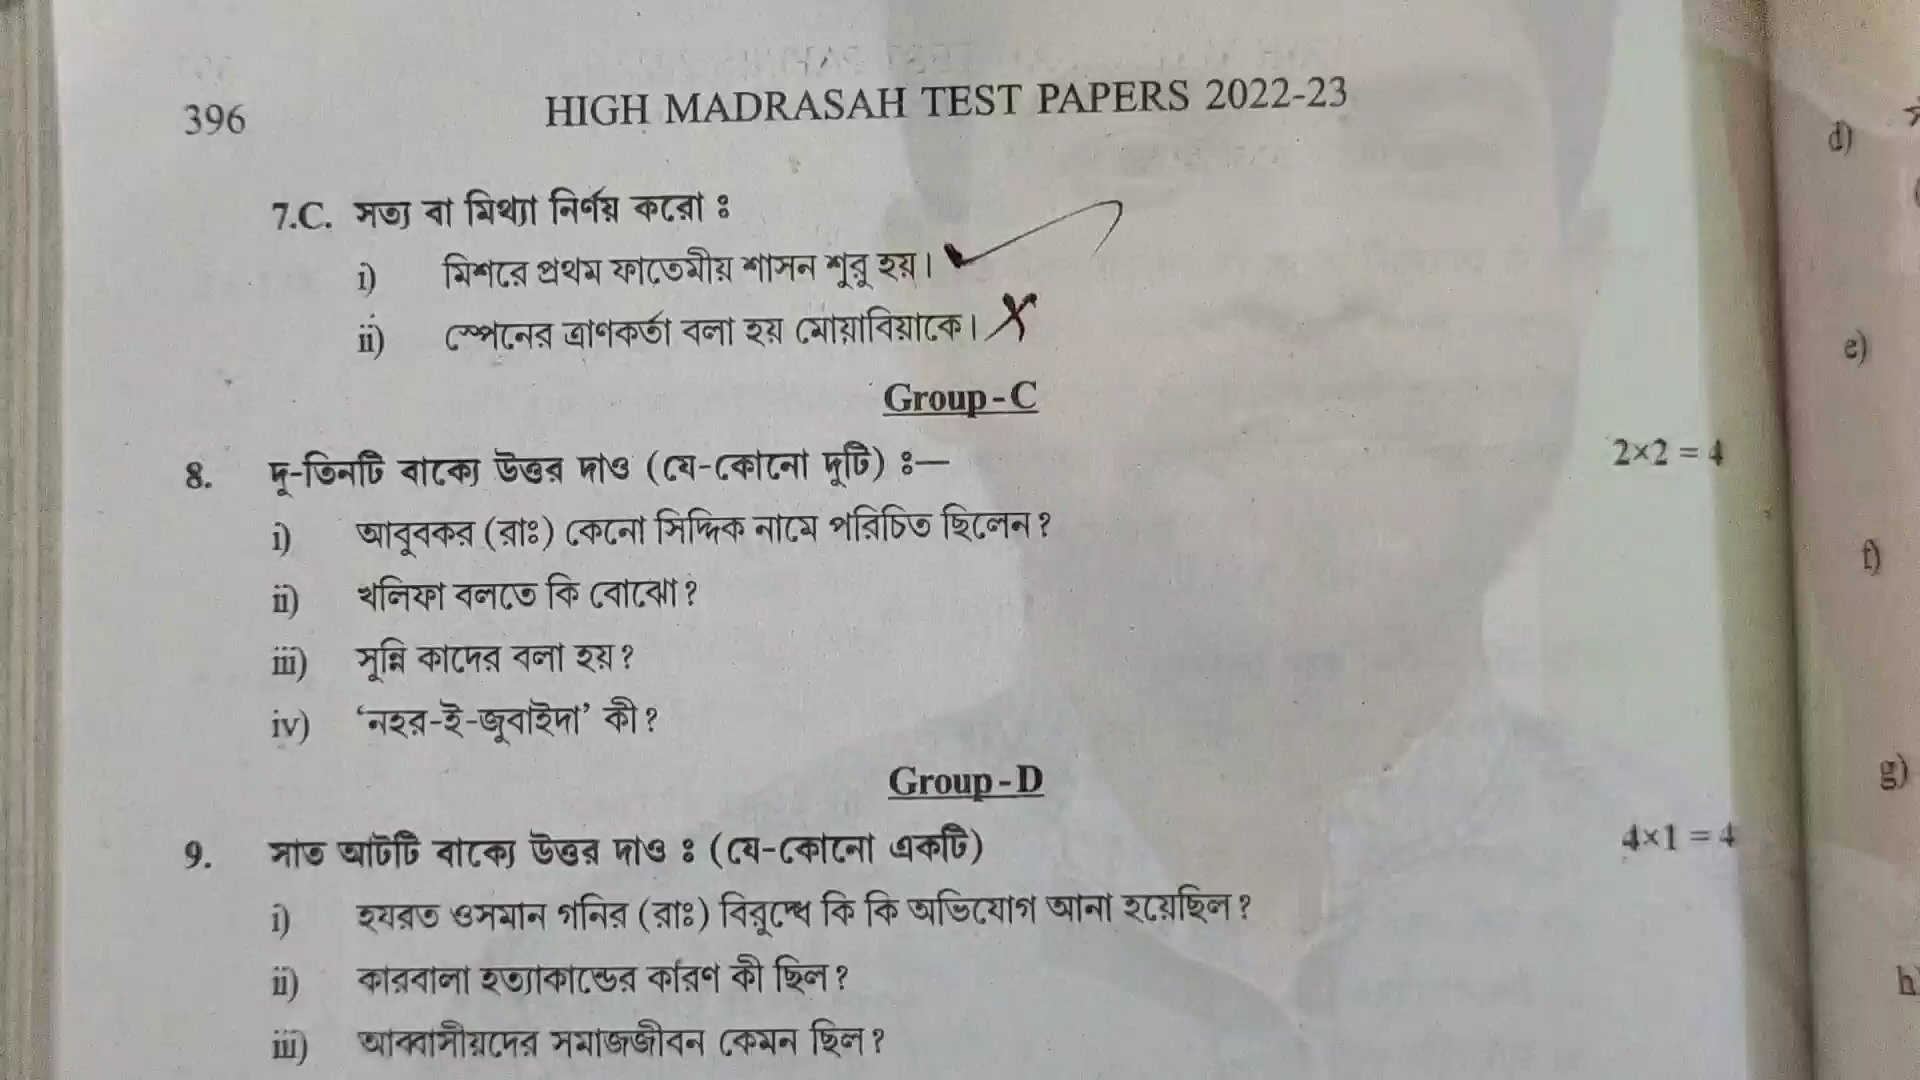 396
HIGH MADRASAH TEST PAPERS 2022-23
7.C. সত্য বা মিথ্যা নির্ণয় করো ঃ
i) মিশরে প্রথম ফাতেমীয় শাসন শুরু হয়।
ii) স্পেনের ত্রাণকর্তা বলা হয় মোয়াবিয়াকে।
Group - C
8. দু-তিনটি বাক্যে উত্তর দাও (যে-কোনো দুটি) ঃ— 2×2 = 4
i) আবুবকর (রাঃ) কেনো সিদ্দিক নামে পরিচিত ছিলেন?
ii) খলিফা বলতে কি বোঝো?
iii) সুন্নি কাদের বলা হয়?
iv) ‘নহর-ই-জুবাইদা’ কী?
Group - D
9. সাত আটটি বাক্যে উত্তর দাও ঃ (যে-কোনো একটি) 4×1 = 4
i) হযরত ওসমান গনির (রাঃ) বিরুদ্ধে কি কি অভিযোগ আনা হয়েছিল?
ii) কারবালা হত্যাকান্ডের কারণ কী ছিল?
iii) আব্বাসীয়দের সমাজজীবন কেমন ছিল?
d)
e)
f)
g)
h)